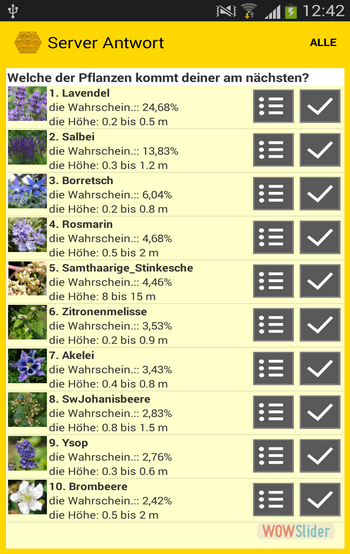 12:42
Server Antwort
ALLE
Welche der Pflanzen kommt deiner am nächsten?
1. Lavendel
die Wahrschein.:: 24,68%
die Höhe: 0.2 bis 0.5 m
2. Salbei
die Wahrschein.:: 13,83%
die Höhe: 0.3 bis 1.2 m
3. Borretsch
die Wahrschein.:: 6,04%
die Höhe: 0.2 bis 0.8 m
4. Rosmarin
die Wahrschein.:: 4,68%
die Höhe: 0.5 bis 2 m
5. Samthaarige_Stinkesche
die Wahrschein.:: 4,46%
die Höhe: 8 bis 15 m
6. Zitronenmelisse
die Wahrschein.:: 3,53%
die Höhe: 0.2 bis 0.9 m
7. Akelei
die Wahrschein.:: 3,43%
die Höhe: 0.4 bis 0.8 m
8. SwJohanisbeere
die Wahrschein.:: 2,83%
die Höhe: 0.8 bis 1.5 m
9. Ysop
die Wahrschein.:: 2,76%
die Höhe: 0.3 bis 0.6 m
10. Brombeere
die Wahrschein.:: 2,42%
die Höhe: 0.5 bis 2 m
WOWSlider